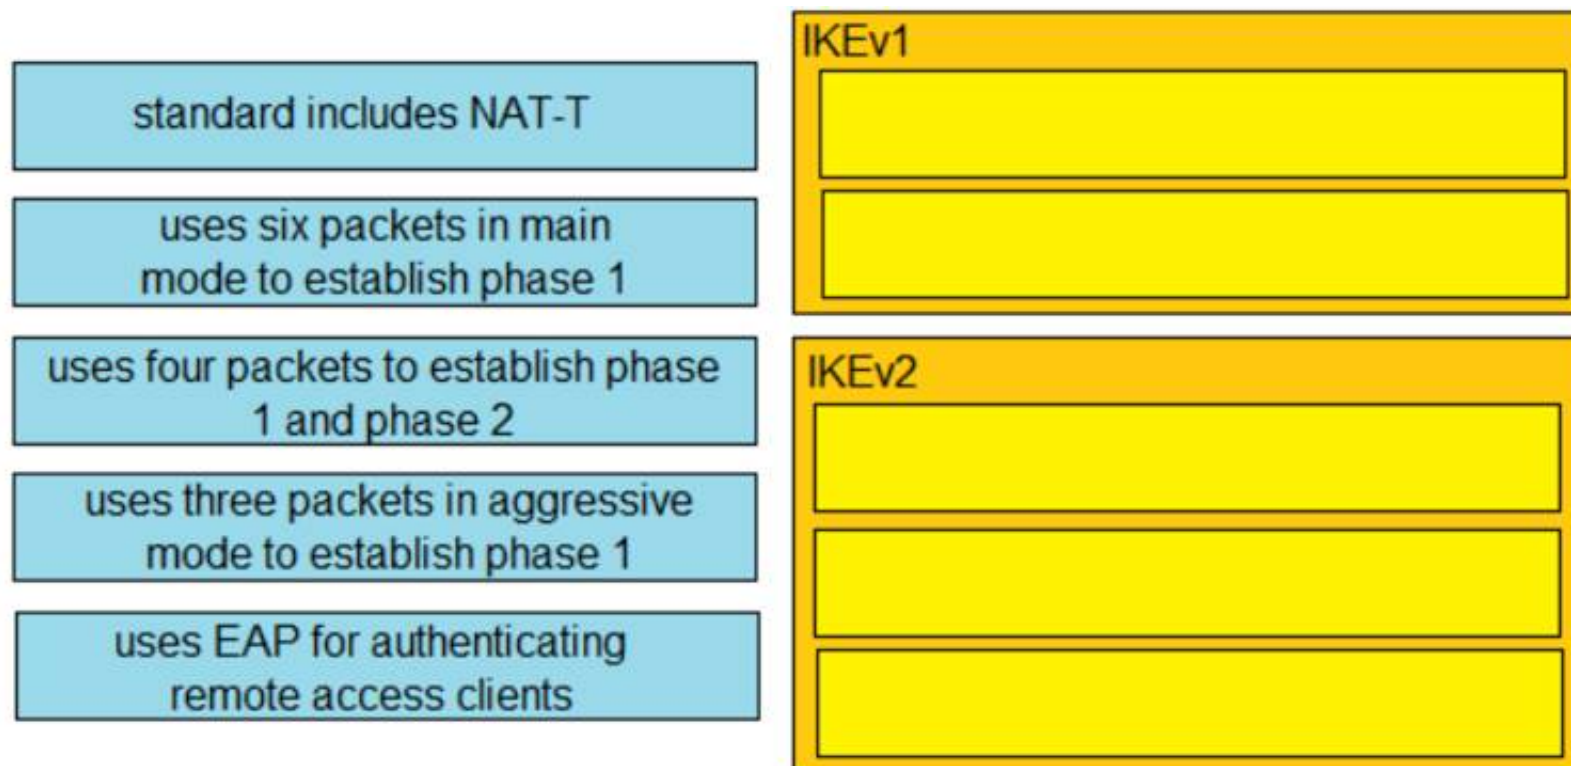 standard includes NAT-T
uses six packets in main
mode to establish phase 1
uses four packets to establish phase
1 and phase 2
uses three packets in aggressive
mode to establish phase 1
uses EAP for authenticating
remote access clients
IKEv1
IKEv2